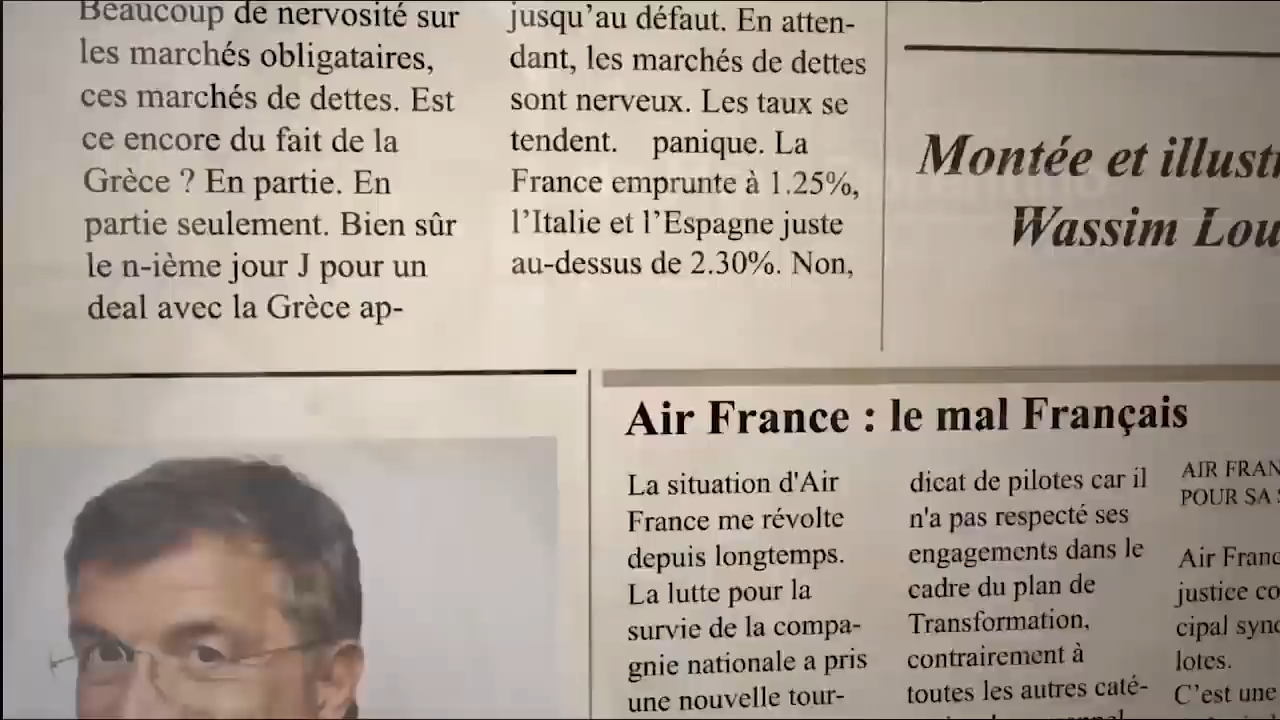 Beaucoup de nervosité sur
les marchés obligataires,
ces marchés de dettes. Est
ce encore du fait de la
Grèce ? En partie. En
partie seulement. Bien sûr
le n-ième jour J pour un
deal avec la Grèce ap-
jusqu'au défaut. En atten-
dant, les marchés de dettes
sont nerveux. Les taux se
tendent. panique. La
France emprunte à 1.25%,
l'Italie et l'Espagne juste
au-dessus de 2.30%. Non,
Montée et illustr
Wassim Lou
Air France : le mal Français
La situation d'Air
France me révolte
depuis longtemps.
La lutte pour la
survie de la compa-
gnie nationale a pris
une nouvelle tour-
dicat de pilotes car il
n'a pas respecté ses
engagements dans le
cadre du plan de
Transformation,
contrairement à
toutes les autres caté-
AIR FRAN
POUR SA S
Air Franc
justice co
cipal sync
lotes.
C'est une